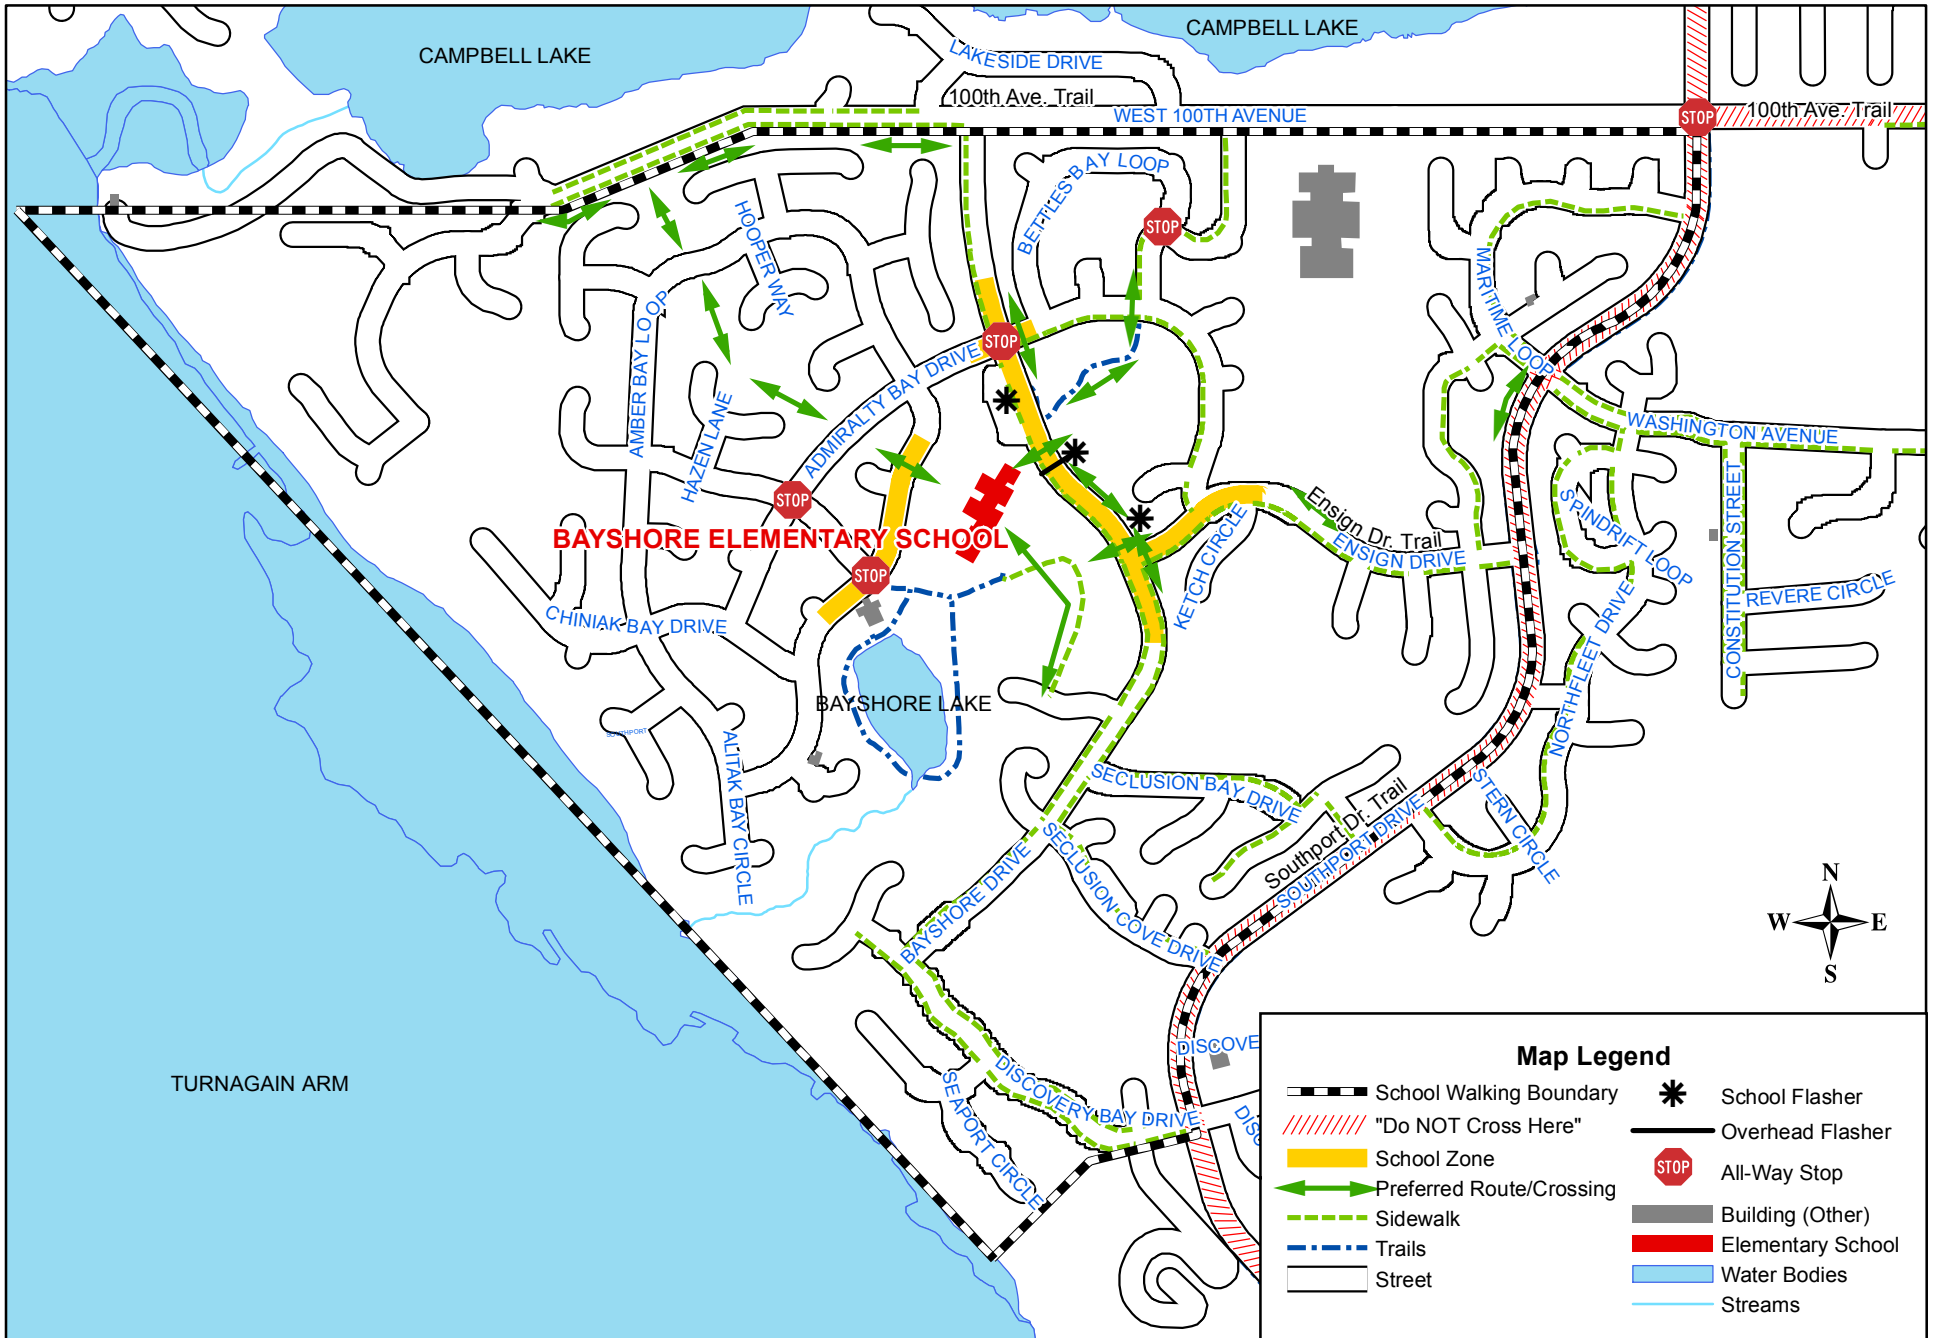 CAMPBELL LAKE
CAMPBELL LAKE
LAKESIDE DRIVE
100th Ave. Trail
WEST 100TH AVENUE
STOP
100th Ave. Trail
BETTLES BAY LOOP
HOOPER WAY
STOP
MARITIME LOOP
AMBER BAY LOOP
STOP
ADMIRALTY BAY DRIVE
HAZEN LANE
WASHINGTON AVENUE
STOP
CONSTITUTION STREET
SPINDRIFT LOOP
Ensign Dr. Trail
ENSIGN DRIVE
KETCH CIRCLE
BAYSHORE ELEMENTARY SCHOOL
STOP
REVERE CIRCLE
CHINIAK BAY DRIVE
NORTHFLEET DRIVE
BAYSHORE LAKE
SOUTHPORT
ALITAK BAY CIRCLE
SECLUSION BAY DRIVE
Southport Dr. Trail
SOUTHPORT DRIVE
STERN CIRCLE
BAYSHORE DRIVE
SECLUSION COVE DRIVE
N
W
E
S
DISCOVE
DISC
TURNAGAIN ARM
SEAPORT CIRCLE
DISCOVERY BAY DRIVE
Map Legend
School Walking Boundary
"Do NOT Cross Here"
School Zone
Preferred Route/Crossing
Sidewalk
Trails
Street
School Flasher
Overhead Flasher
STOP
All-Way Stop
Building (Other)
Elementary School
Water Bodies
Streams